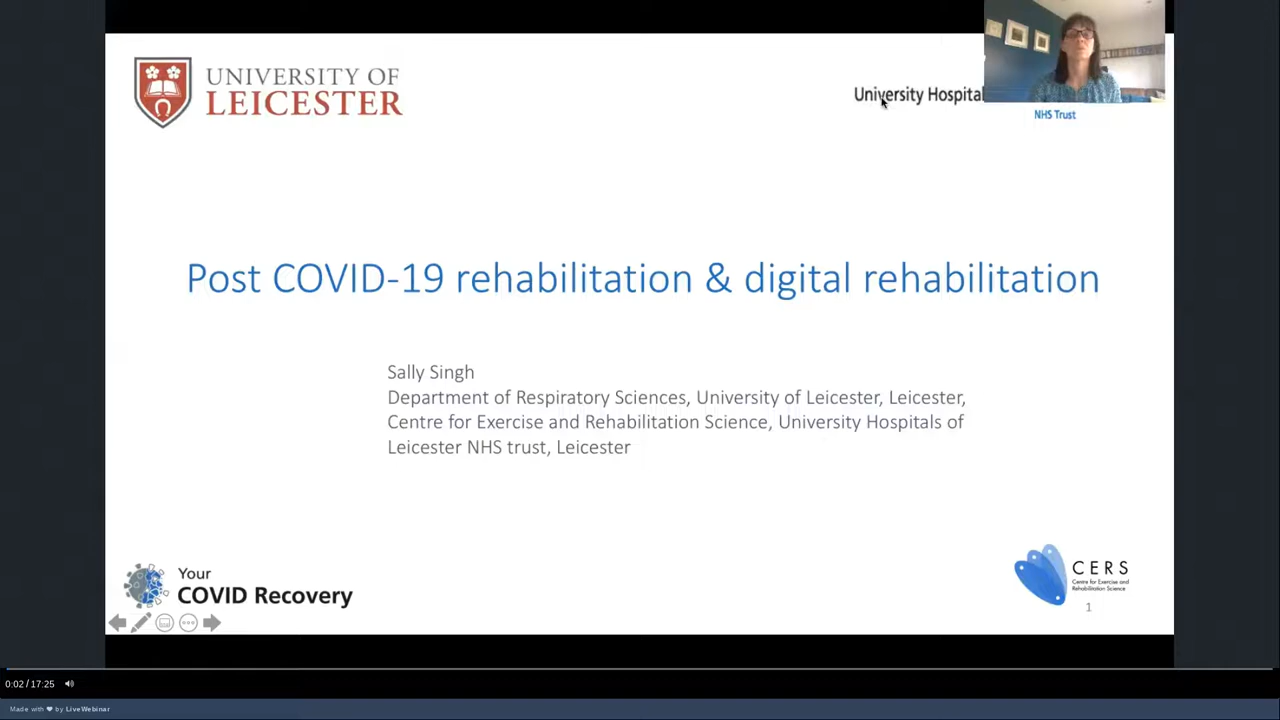 UNIVERSITY OF
LEICESTER
University Hospital
NHS Trust
Post COVID-19 rehabilitation & digital rehabilitation
Sally Singh
Department of Respiratory Sciences, University of Leicester, Leicester,
Centre for Exercise and Rehabilitation Science, University Hospitals of
Leicester NHS trust, Leicester
Your
COVID Recovery
CERS
Centre for Exercise and
Rehabilitation Science
1
0:02 / 17:25
Made with ❤ by LiveWebinar